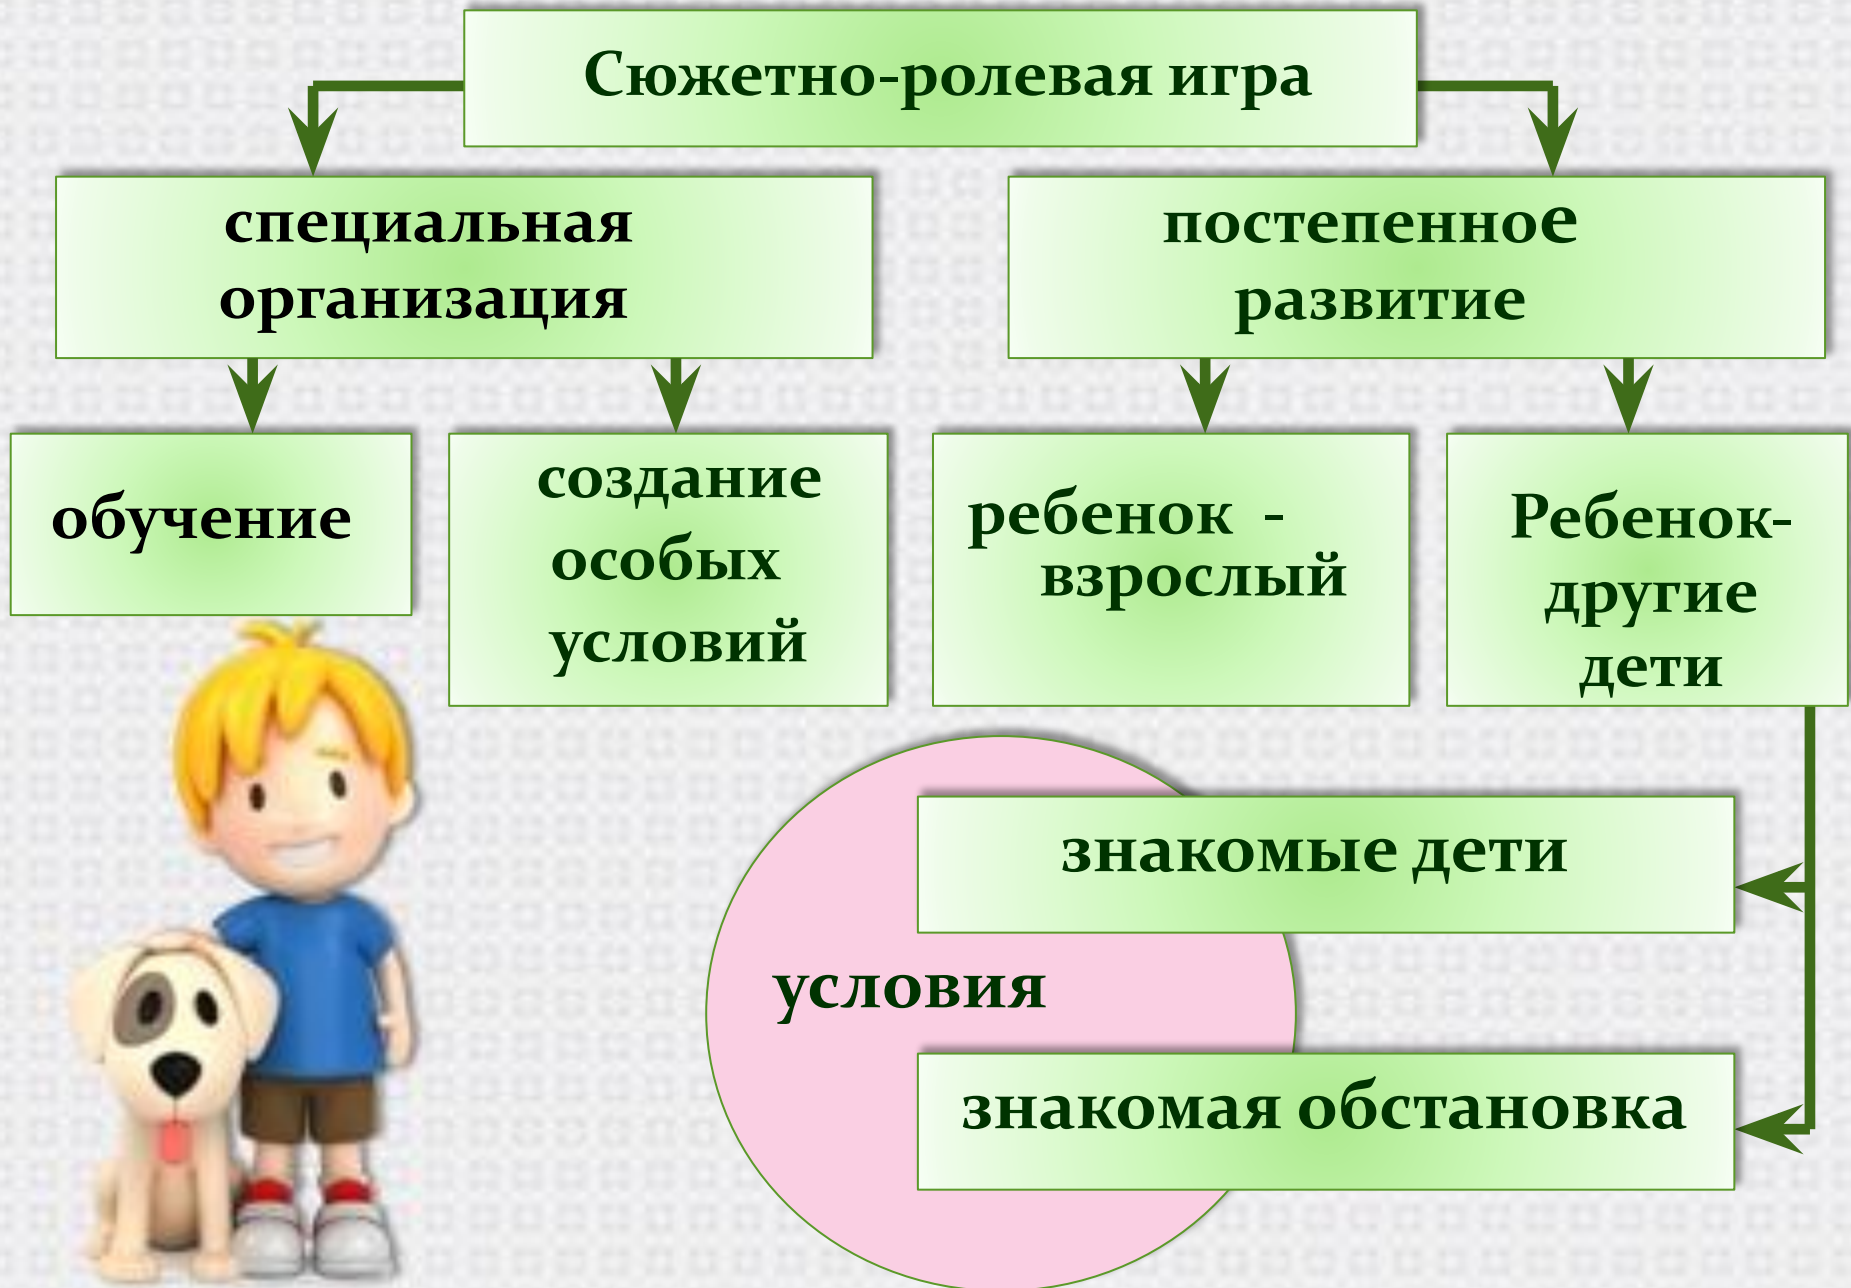 Сюжетно-ролевая игра
специальная
организация
постепенное
развитие
обучение
создание
особых
условий
ребенок -
взрослый
Ребенок-
другие
дети
знакомые дети
условия
знакомая обстановка